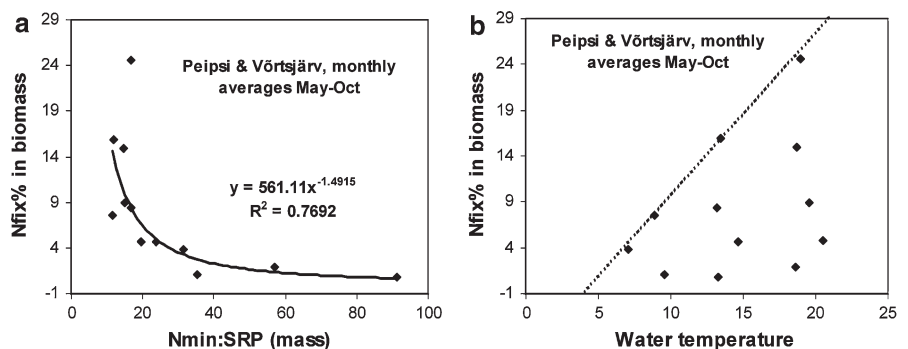 a
29
24
19
14
9
4
-1
Nfix% in biomass
Peipsi & Võrtsjärv, monthly
averages May-Oct
y = 561.11x^-1.4915
R² = 0.7692
0 20 40 60 80 100
Nmin:SRP (mass)
b
29
24
19
14
9
4
-1
Nfix% in biomass
Peipsi & Võrtsjärv, monthly
averages May-Oct
0 5 10 15 20 25
Water temperature